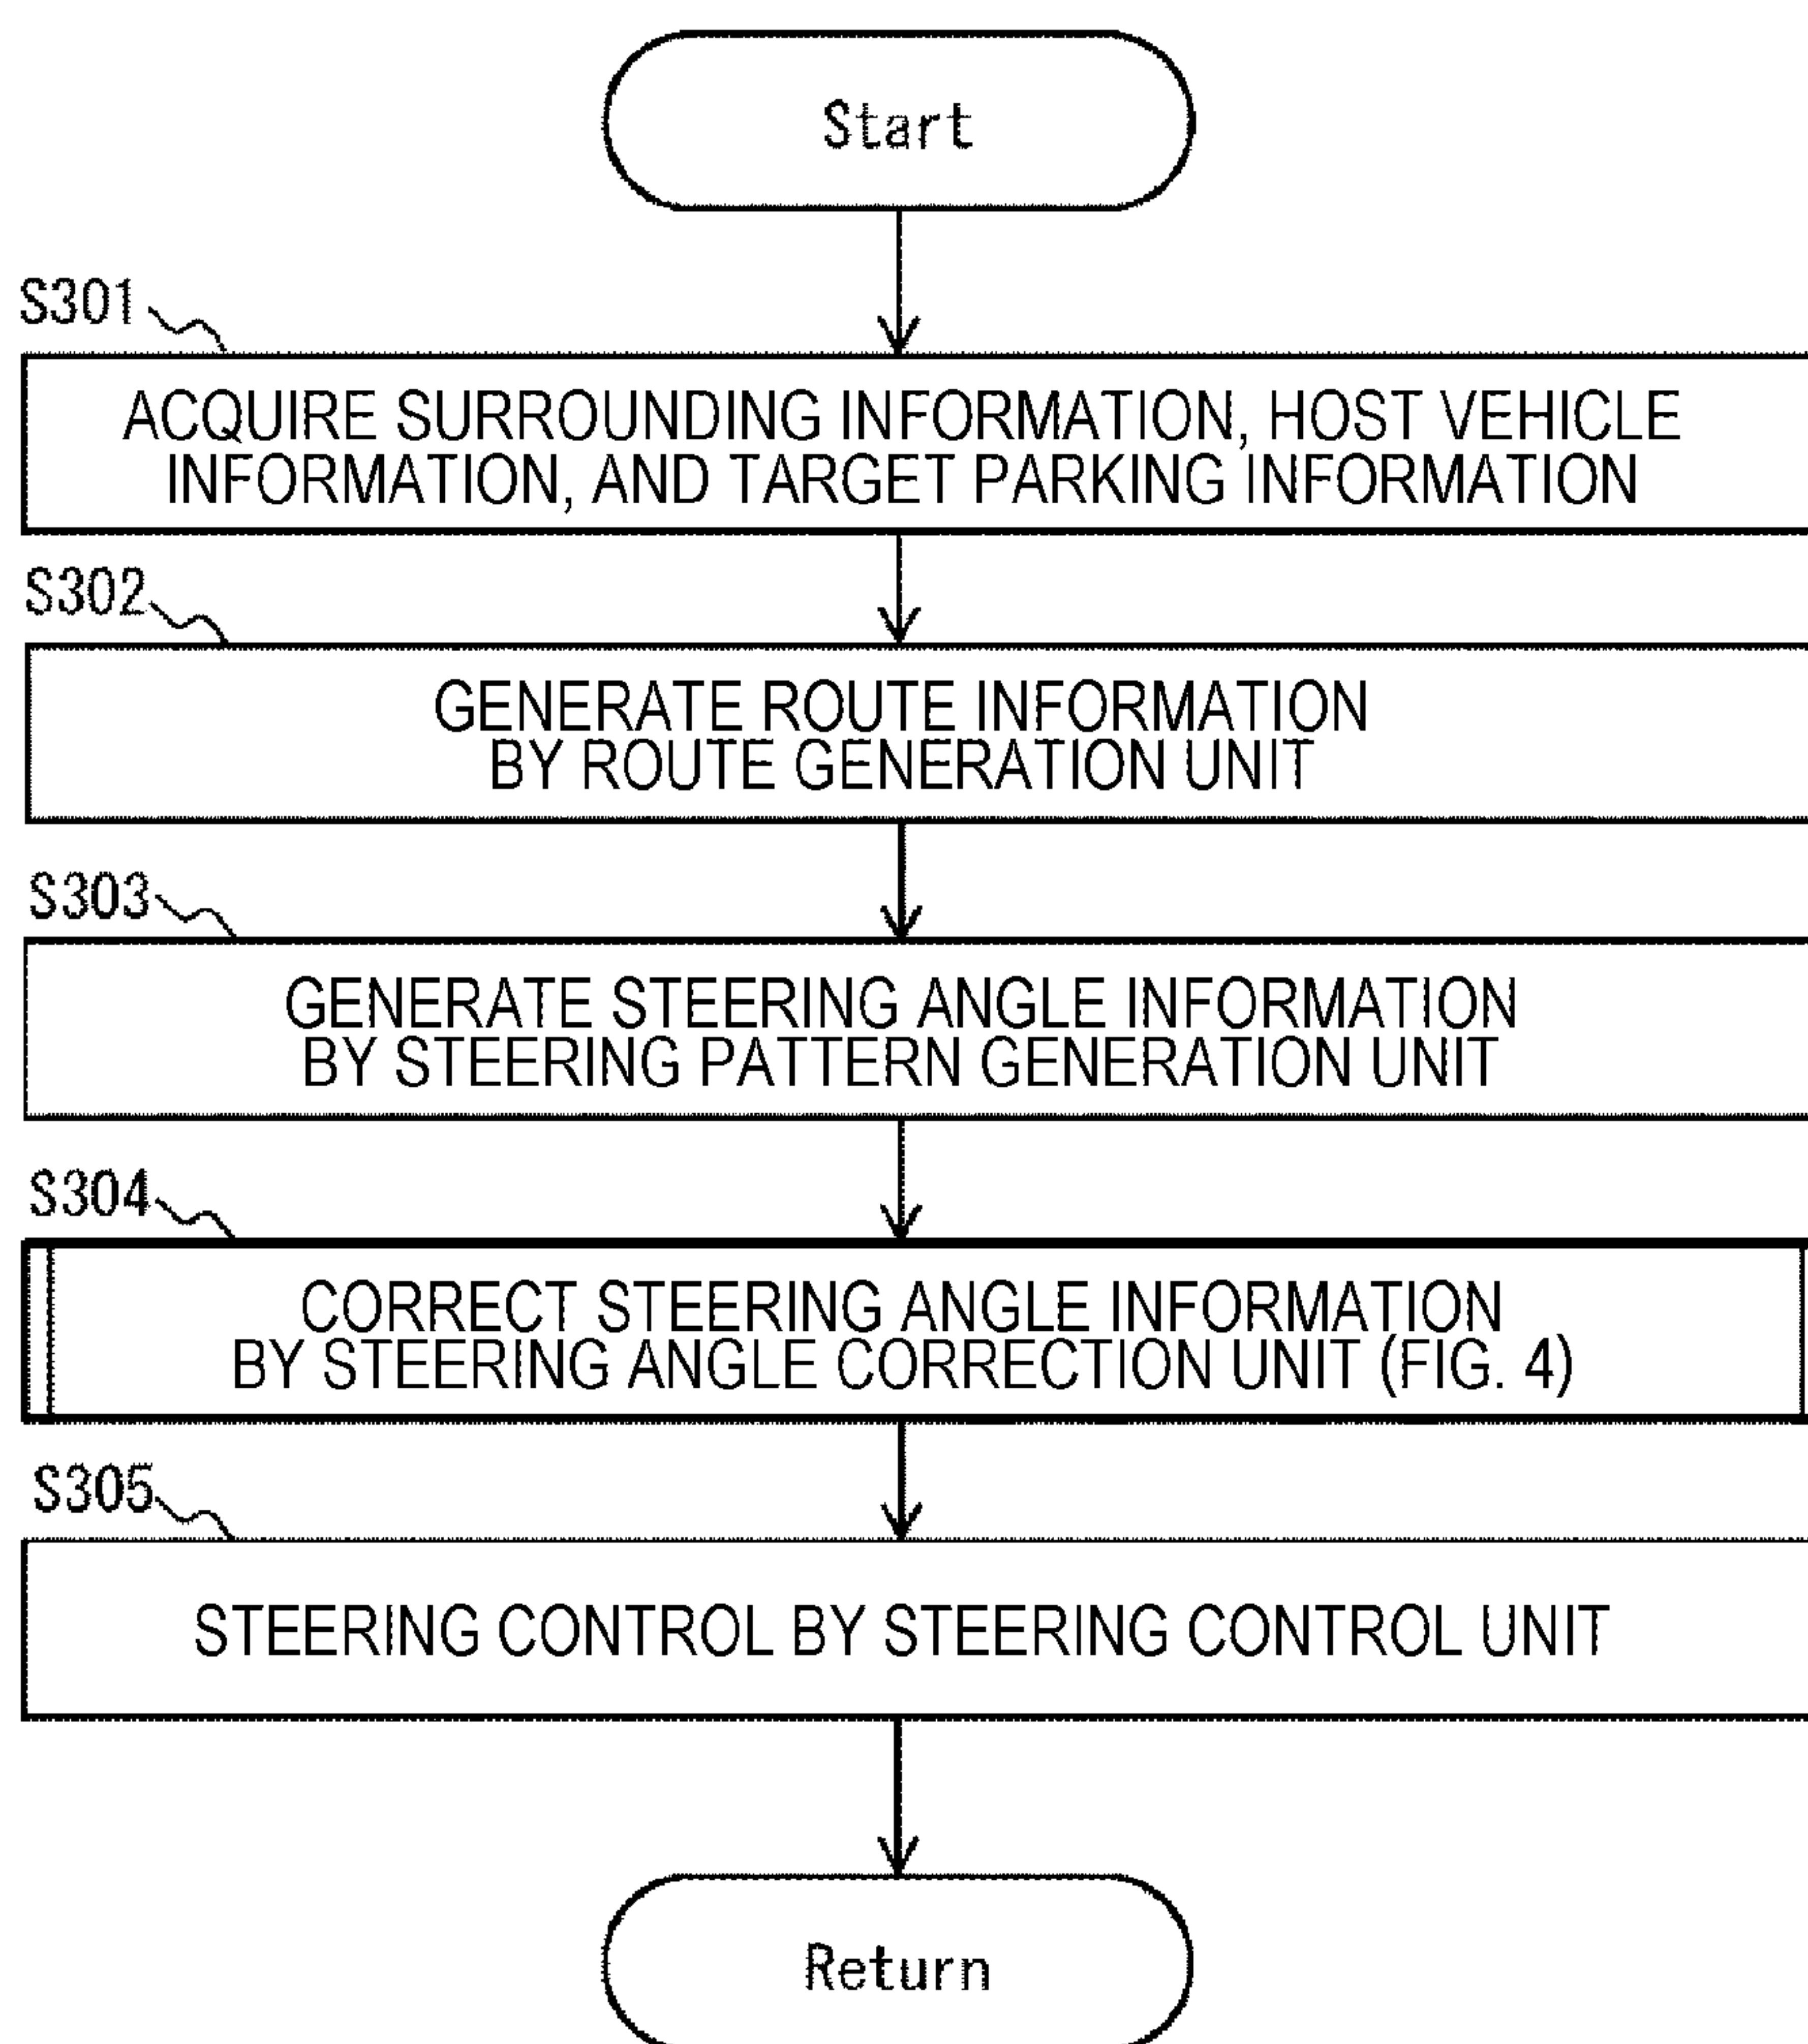 Start
S301
ACQUIRE SURROUNDING INFORMATION, HOST VEHICLE
INFORMATION, AND TARGET PARKING INFORMATION
S302
GENERATE ROUTE INFORMATION
BY ROUTE GENERATION UNIT
S303
GENERATE STEERING ANGLE INFORMATION
BY STEERING PATTERN GENERATION UNIT
S304
CORRECT STEERING ANGLE INFORMATION
BY STEERING ANGLE CORRECTION UNIT (FIG. 4)
S305
STEERING CONTROL BY STEERING CONTROL UNIT
Return